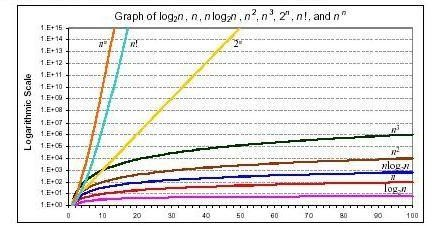 Graph of log₂n, n, n log₂n, n², n³, 2ⁿ, n!, and nⁿ
Logarithmic Scale
1.E+15
1.E+14
1.E+13
1.E+12
1.E+11
1.E+10
1.E+09
1.E+08
1.E+07
1.E+06
1.E+05
1.E+04
1.E+03
1.E+02
1.E+01
1.E+00
nⁿ
n!
2ⁿ
n³
n²
nlog₂n
n
log₂n
0 10 20 30 40 50 60 70 80 90 100